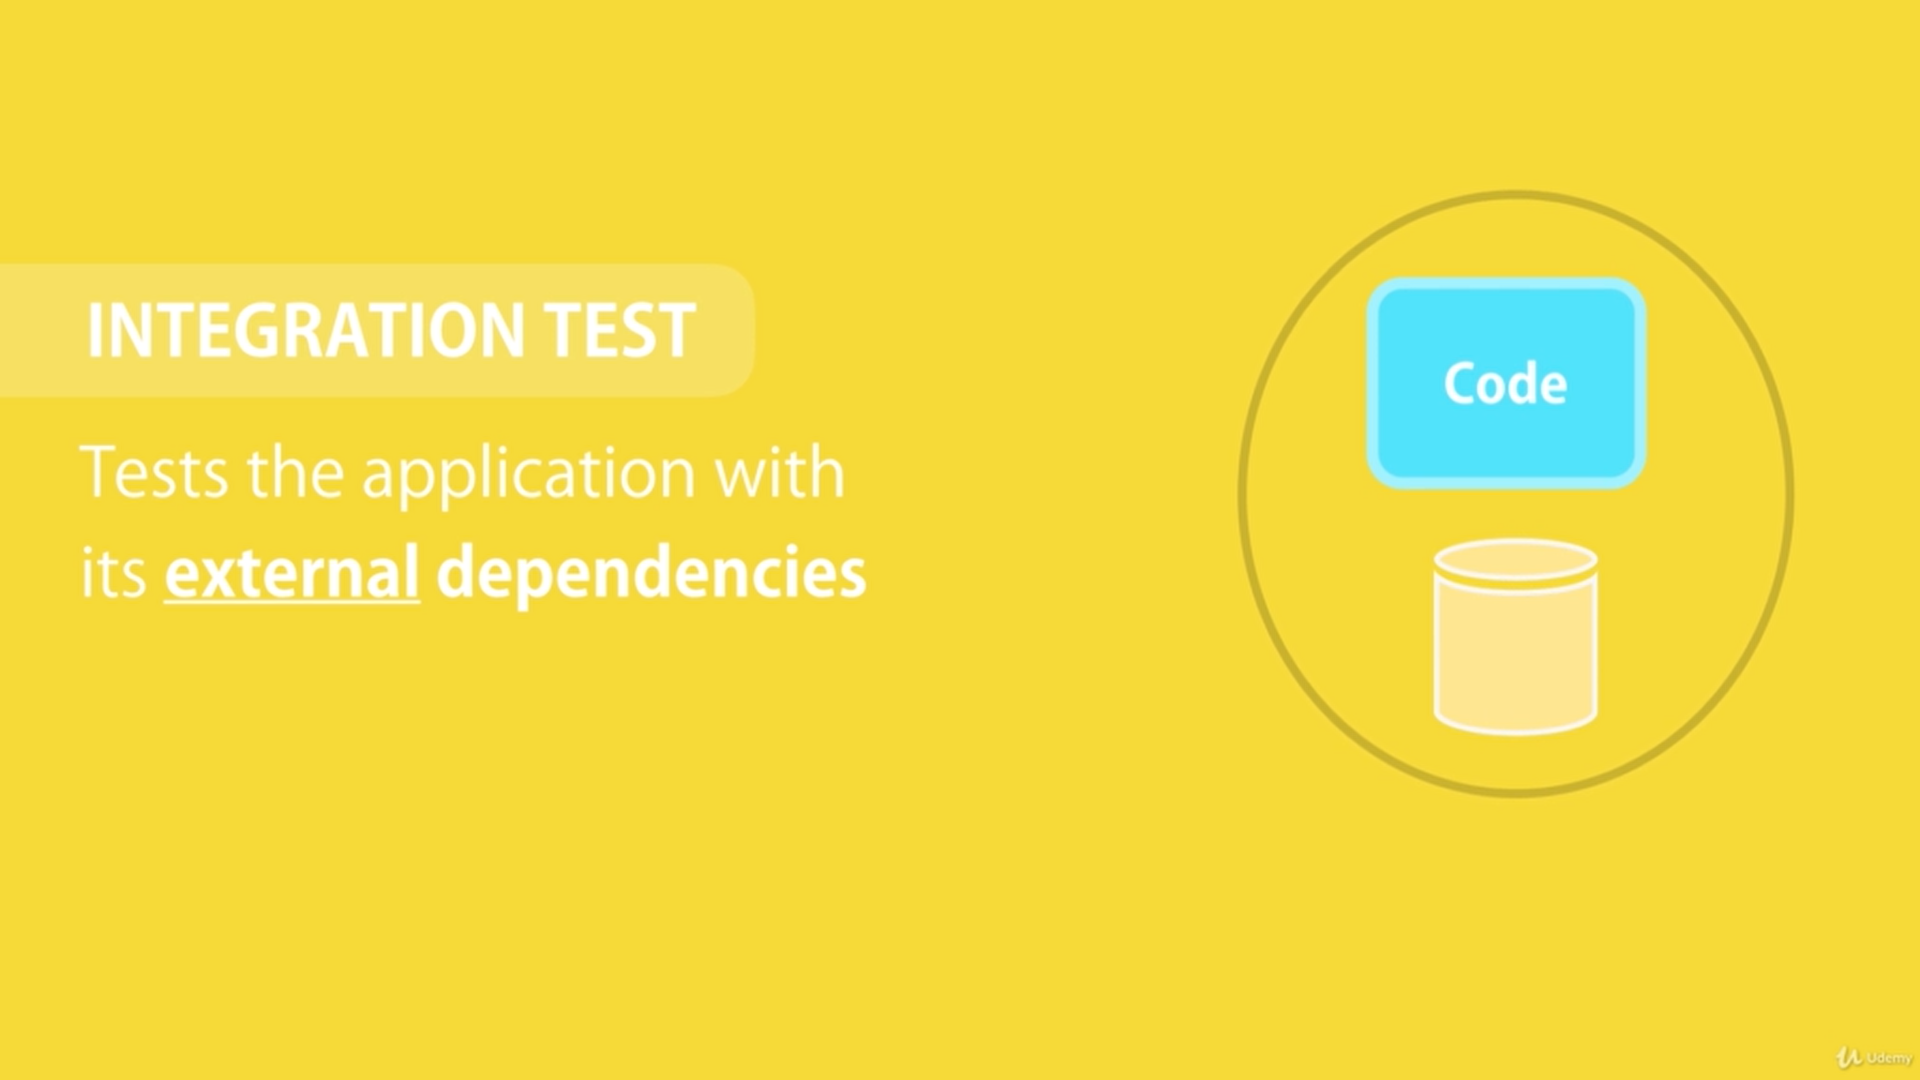 INTEGRATION TEST
Tests the application with
its external dependencies
Code
Udemy